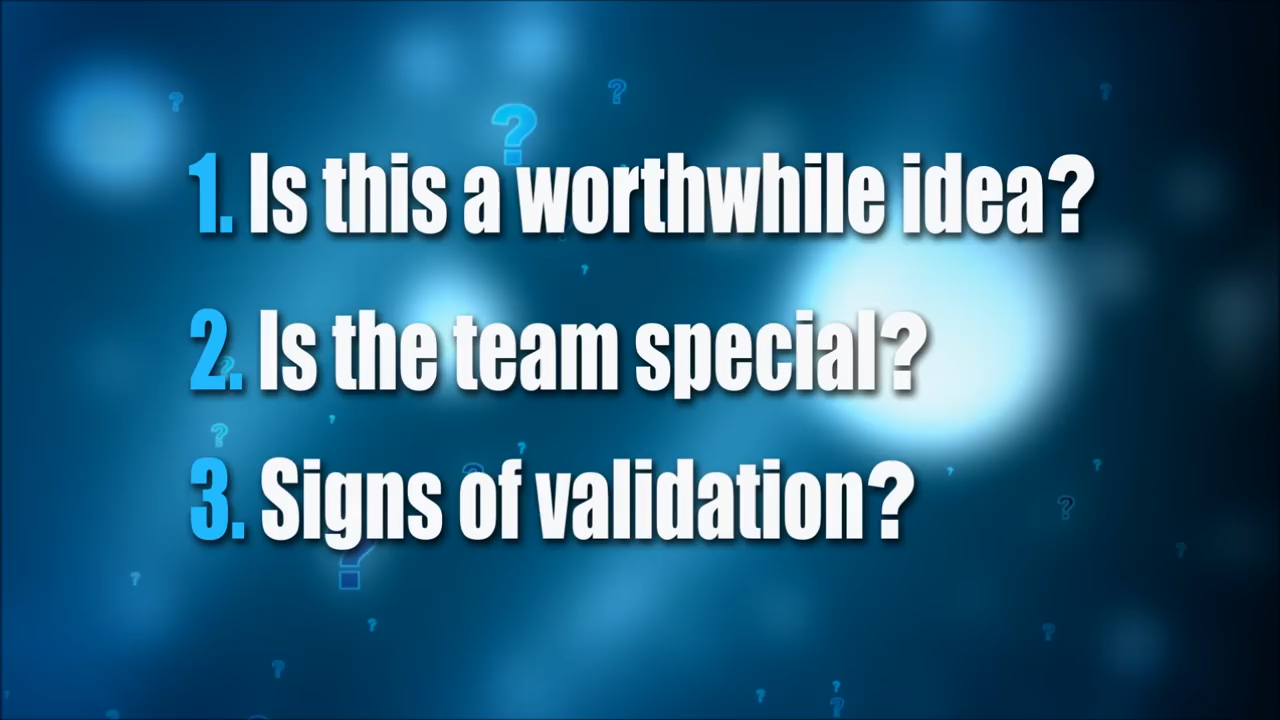 1. Is this a worthwhile idea?
2. Is the team special?
3. Signs of validation?